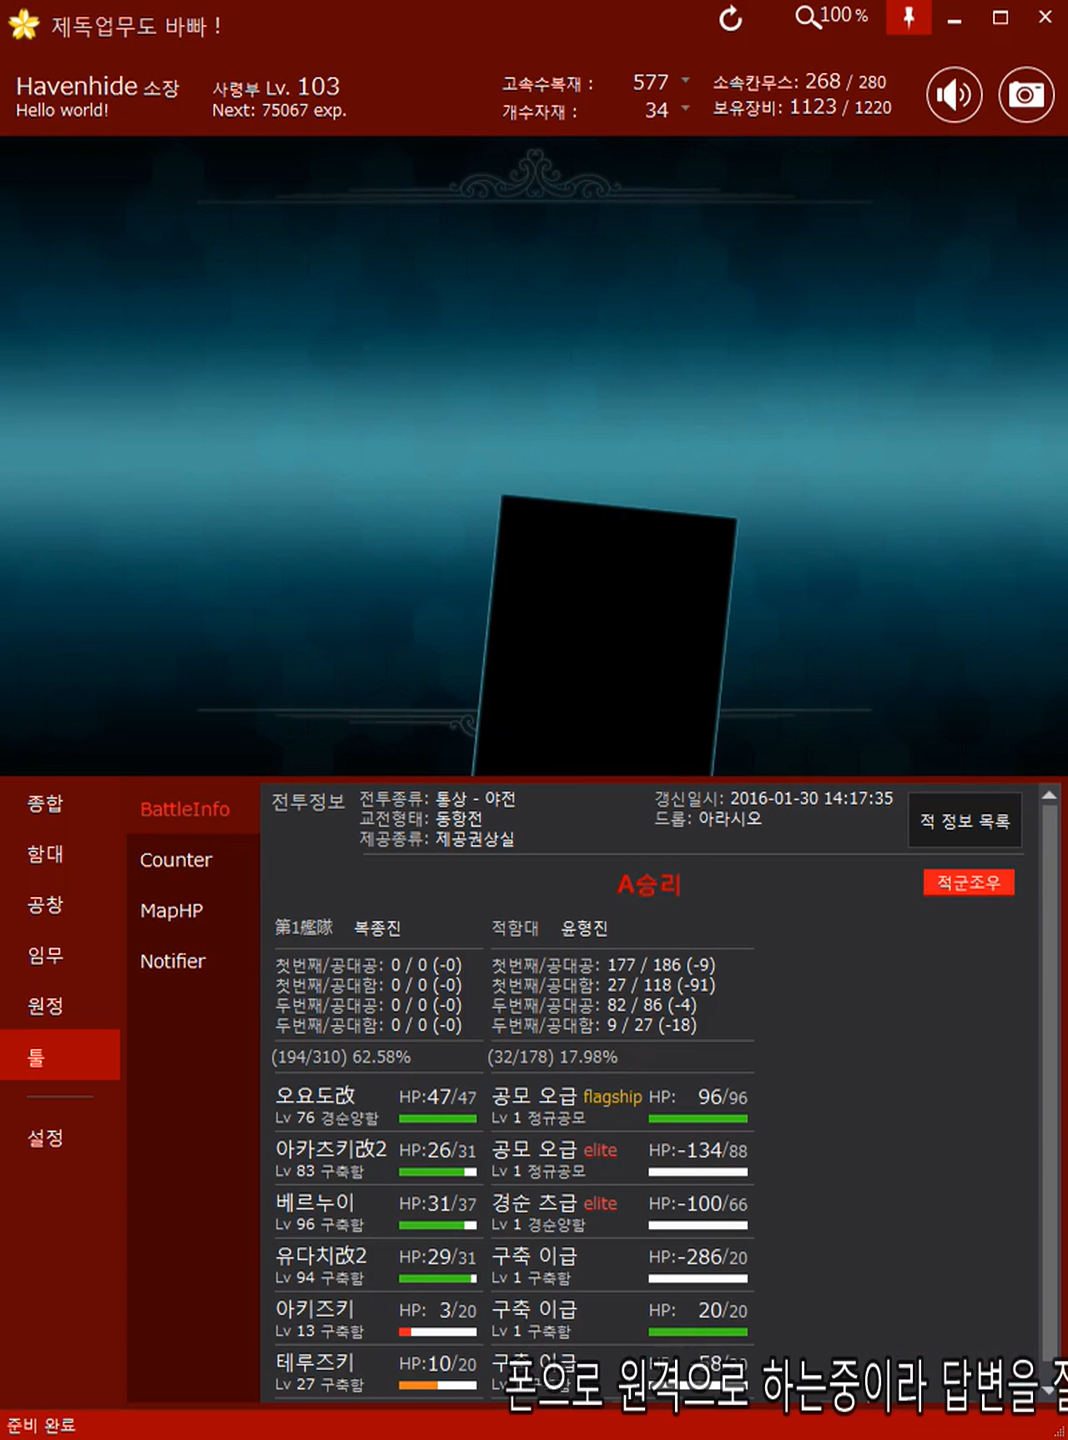 제독업무도 바빠 !
100 %
Havenhide 소장
Hello world!
사령부 Lv. 103
Next: 75067 exp.
고속수복재 : 577
개수자재 : 34
소속칸무스: 268 / 280
보유장비: 1123 / 1220
종합
함대
공창
임무
원정
툴
설정
BattleInfo
Counter
MapHP
Notifier
전투정보
전투종류: 통상 - 야전
교전형태: 동항전
제공종류: 제공권상실
갱신일시: 2016-01-30 14:17:35
드롭: 아라시오
적 정보 목록
A승리
적군조우
第1艦隊 복종진
적함대 윤형진
첫번째/공대공: 0 / 0 (-0)
첫번째/공대함: 0 / 0 (-0)
두번째/공대공: 0 / 0 (-0)
두번째/공대함: 0 / 0 (-0)
첫번째/공대공: 177 / 186 (-9)
첫번째/공대함: 27 / 118 (-91)
두번째/공대공: 82 / 86 (-4)
두번째/공대함: 9 / 27 (-18)
(194/310) 62.58%
(32/178) 17.98%
오요도改 HP:47/47
Lv 76 경순양함
아카츠키改2 HP:26/31
Lv 83 구축함
베르누이 HP:31/37
Lv 96 구축함
유다치改2 HP:29/31
Lv 94 구축함
아키즈키 HP: 3/20
Lv 13 구축함
테루즈키 HP:10/20
Lv 27 구축함
공모 오급 flagship HP: 96/96
Lv 1 정규공모
공모 오급 elite HP:-134/88
Lv 1 정규공모
경순 츠급 elite HP:-100/66
Lv 1 경순양함
구축 이급 HP:-286/20
Lv 1 구축함
구축 이급 HP: 20/20
Lv 1 구축함
구축 이급
폰으로 원격으로 하는중이라 답변을
준비 완료